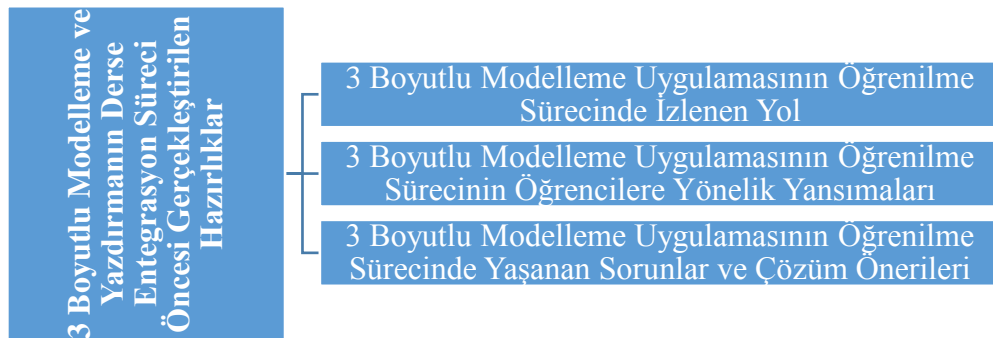 3 Boyutlu Modelleme ve
Yazdırmanın Derse
Entegrasyon Süreci
Öncesi Gerçekleştirilen
Hazırlıklar
3 Boyutlu Modelleme Uygulamasının Öğrenilme
Sürecinde İzlenen Yol
3 Boyutlu Modelleme Uygulamasının Öğrenilme
Sürecinin Öğrencilere Yönelik Yansımaları
3 Boyutlu Modelleme Uygulamasının Öğrenilme
Sürecinde Yaşanan Sorunlar ve Çözüm Önerileri